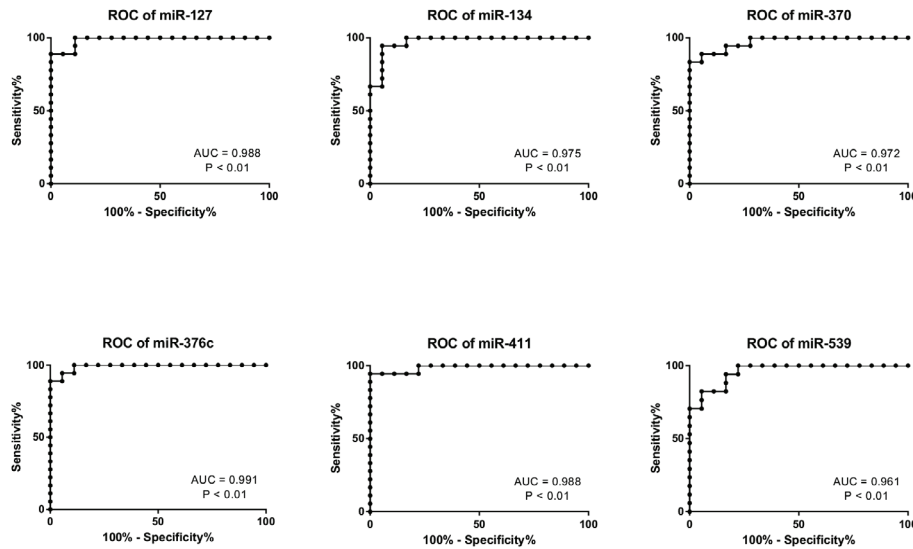 ROC of miR-127
100
50
0
0
50
100
Sensitivity%
100% - Specificity%
AUC = 0.988
P < 0.01
ROC of miR-134
100
50
0
0
50
100
Sensitivity%
100% - Specificity%
AUC = 0.975
P < 0.01
ROC of miR-370
100
50
0
0
50
100
Sensitivity%
100% - Specificity%
AUC = 0.972
P < 0.01
ROC of miR-376c
100
50
0
0
50
100
Sensitivity%
100% - Specificity%
AUC = 0.991
P < 0.01
ROC of miR-411
100
50
0
0
50
100
Sensitivity%
100% - Specificity%
AUC = 0.988
P < 0.01
ROC of miR-539
100
50
0
0
50
100
Sensitivity%
100% - Specificity%
AUC = 0.961
P < 0.01